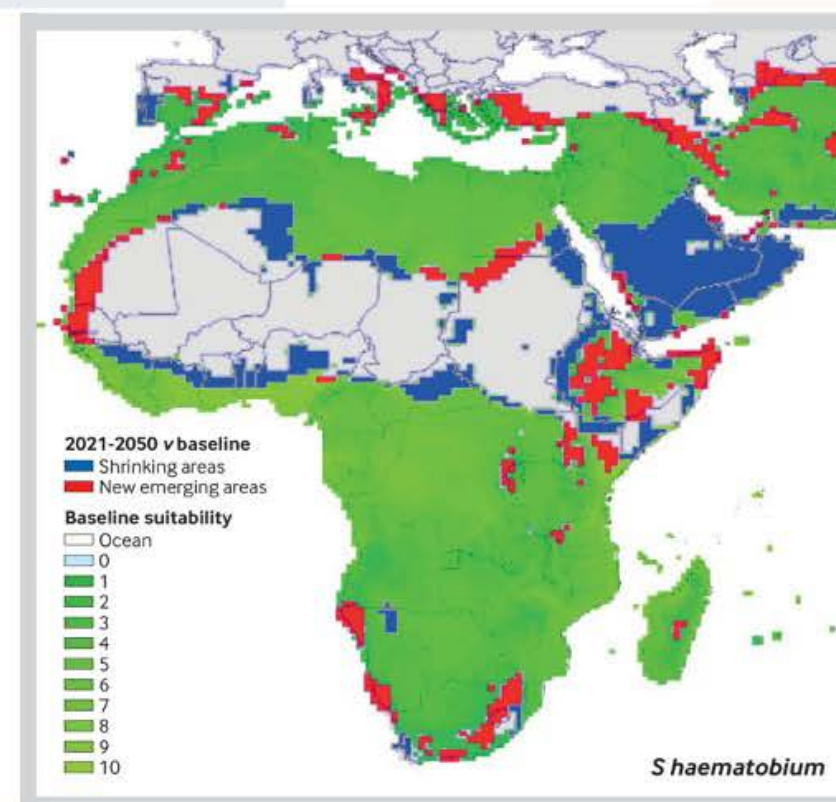 2021-2050 v baseline
Shrinking areas
New emerging areas
Baseline suitability
Ocean
0
1
2
3
4
5
6
7
8
9
10
S haematobium